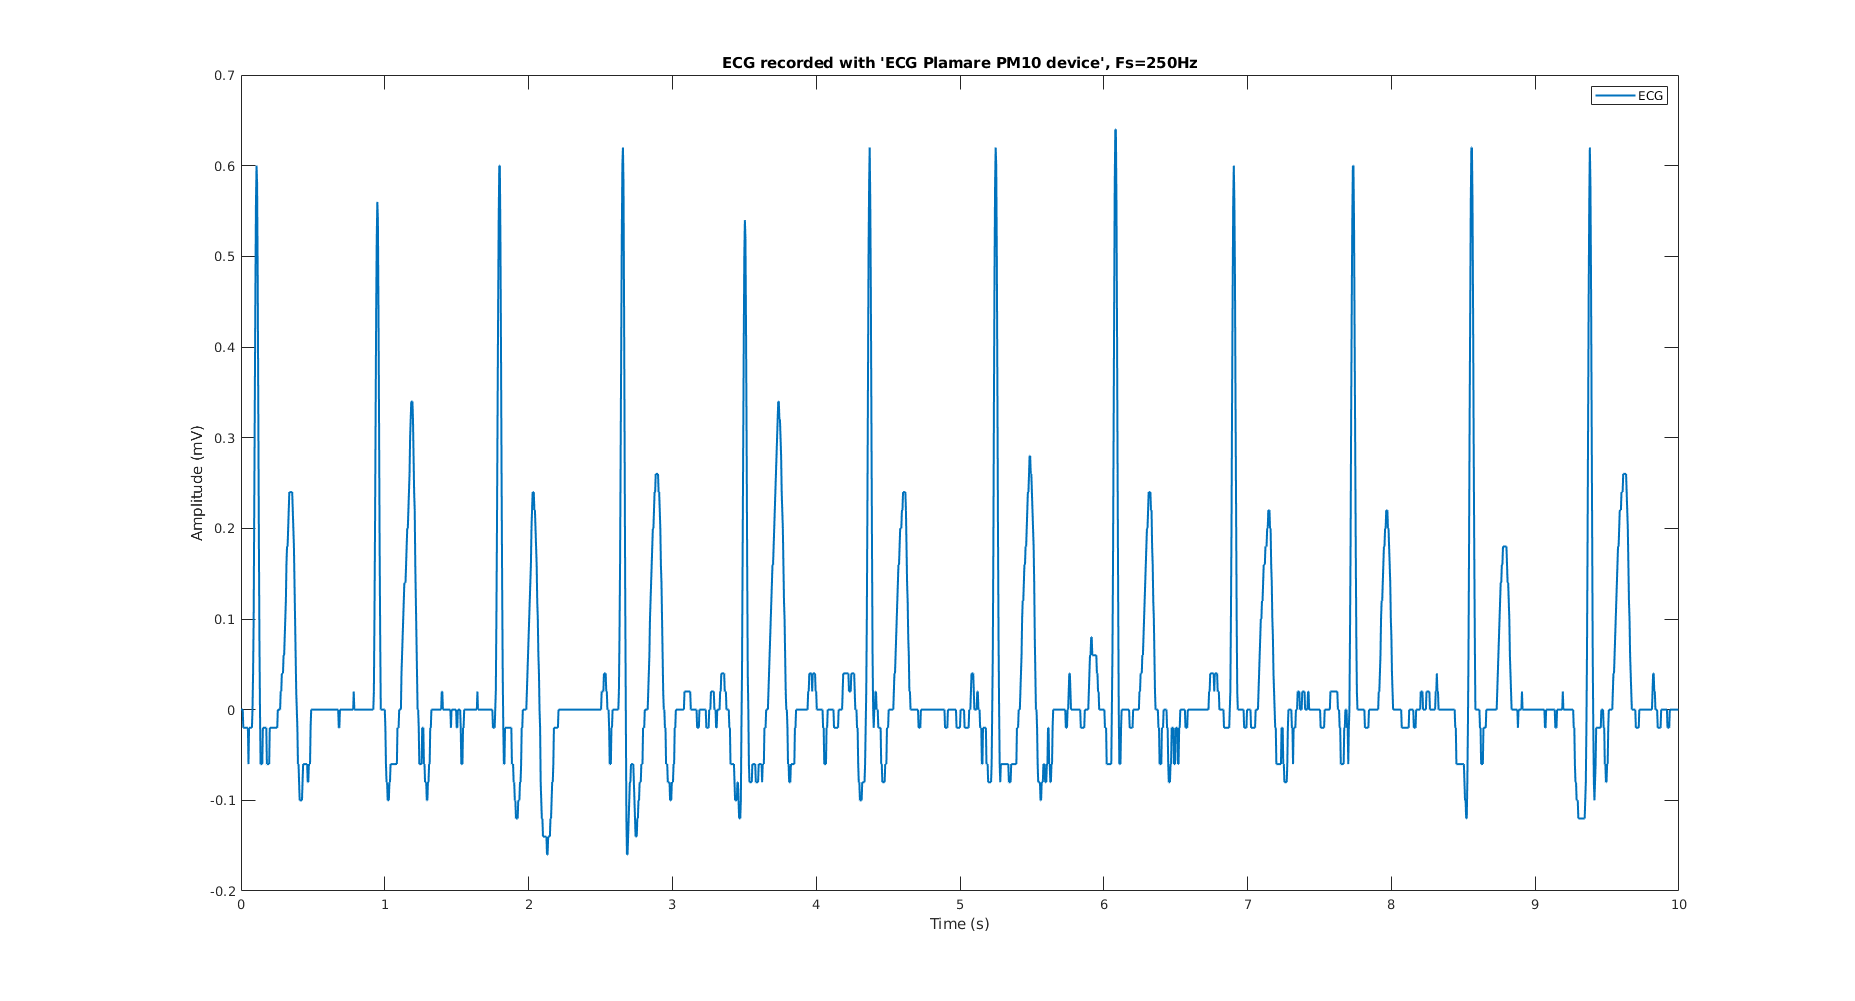 ECG recorded with 'ECG Plamare PM10 device', Fs=250Hz
ECG
0.7
0.6
0.5
0.4
0.3
0.2
0.1
0
-0.1
-0.2
Amplitude (mV)
0 1 2 3 4 5 6 7 8 9 10
Time (s)